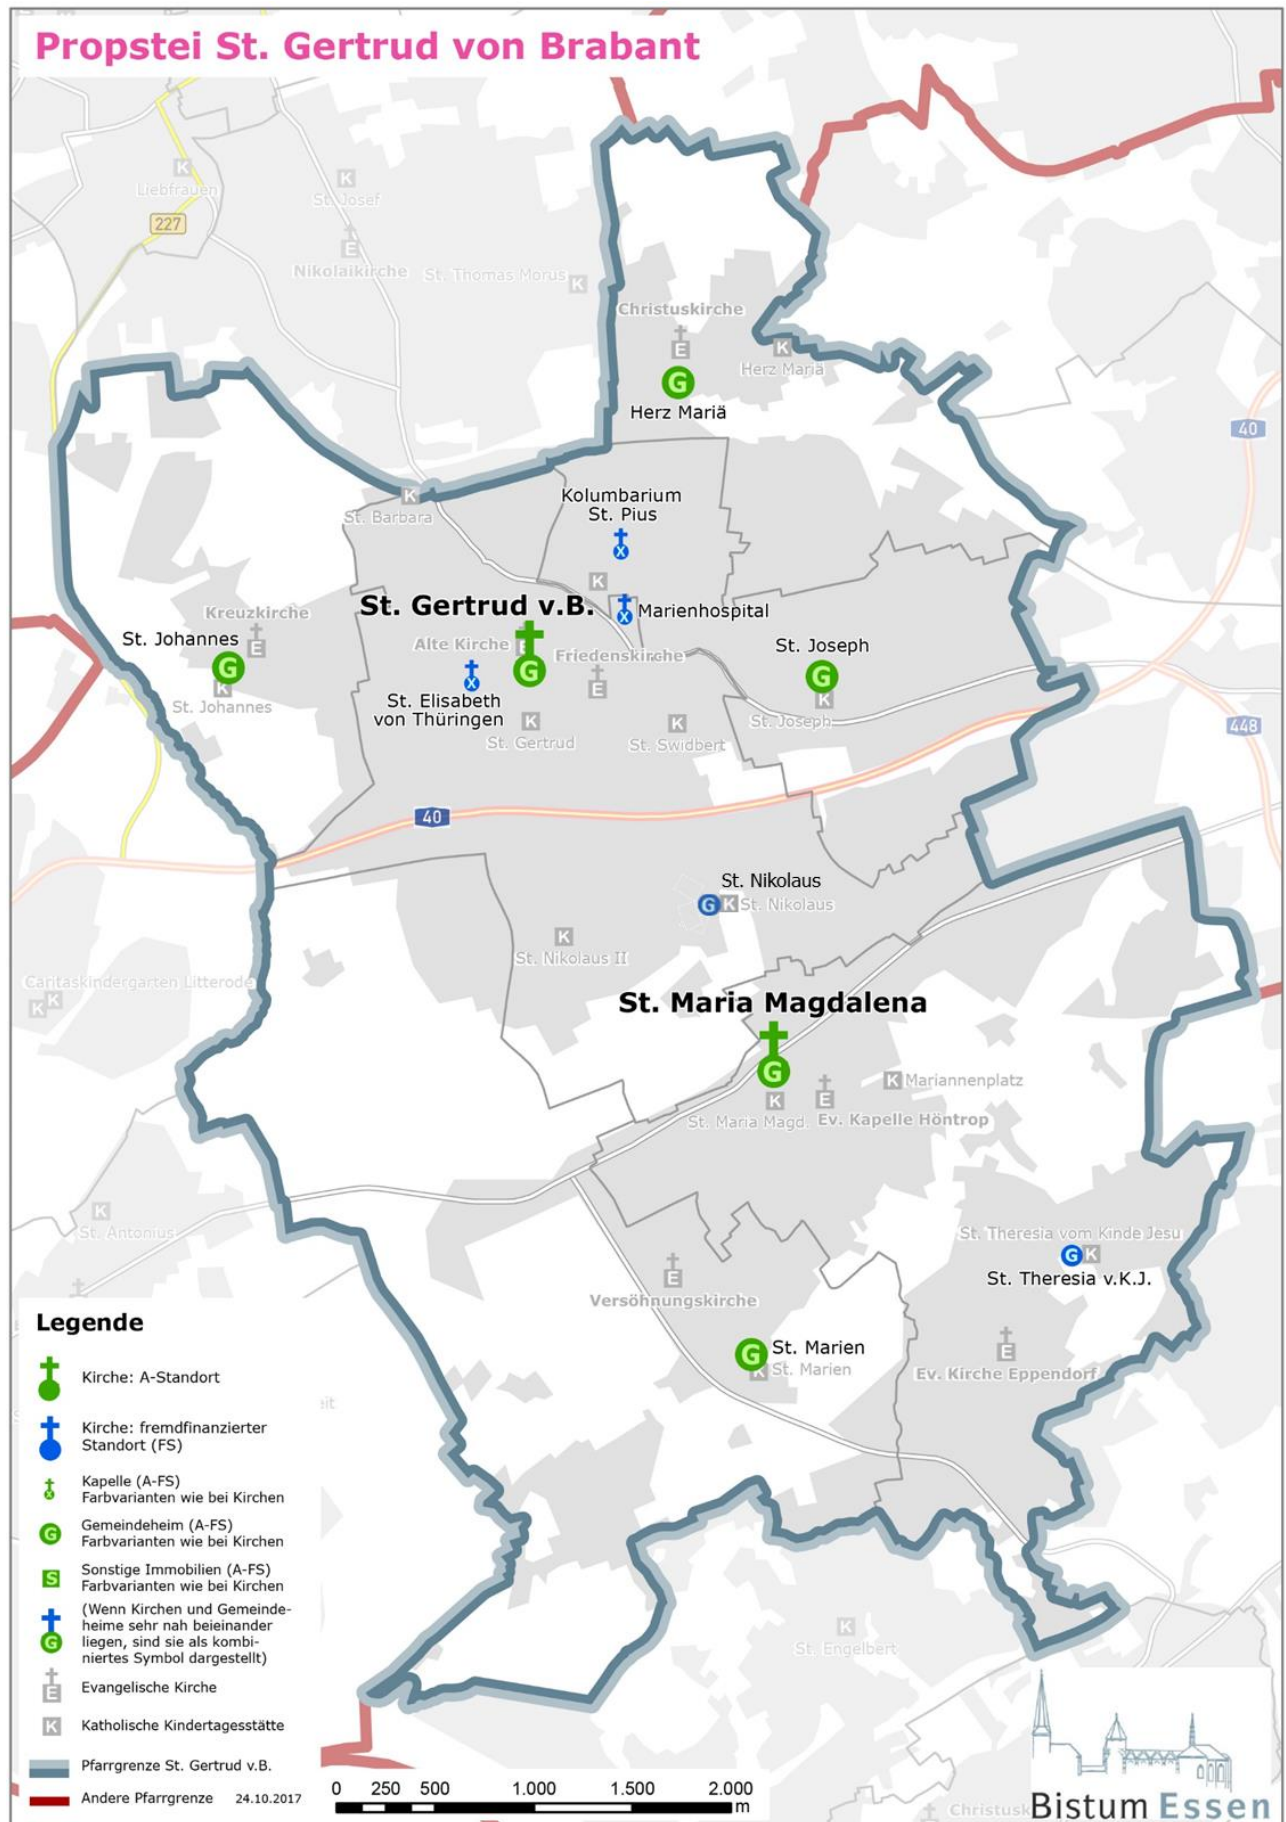 Propstei St. Gertrud von Brabant
K
Liebfrauen
K
St. Josef
227
E
Nikolaikirche
St. Thomas Morus
K
Christuskirche
E
K
Herz Mariä
G
Herz Mariä
40
K
St. Barbara
Kolumbarium
St. Pius
X
K
St. Gertrud v.B.
X
Marienhospital
Kreuzkirche
E
St. Johannes
G
K
St. Johannes
Alte Kirche
E
G
Friedenskirche
E
X
St. Elisabeth
von Thüringen
St. Joseph
G
K
St. Joseph
K
St. Gertrud
K
St. Swidbert
448
40
St. Nikolaus
G K St. Nikolaus
K
St. Nikolaus II
Caritaskindergarten Litterode
K K
St. Maria Magdalena
G
K
St. Maria Magd.
E
Ev. Kapelle Höntrop
K Mariannenplatz
K
St. Antonius
St. Theresia vom Kinde Jesu
G K
St. Theresia v.K.J.
E
Versöhnungskirche
E
Ev. Kirche Eppendorf
G St. Marien
K St. Marien
Legende
Kirche: A-Standort
Kirche: fremdfinanzierter
Standort (FS)
X
Kapelle (A-FS)
Farbvarianten wie bei Kirchen
G
Gemeindeheim (A-FS)
Farbvarianten wie bei Kirchen
S
Sonstige Immobilien (A-FS)
Farbvarianten wie bei Kirchen
G
(Wenn Kirchen und Gemeinde-
heime sehr nah beieinander
liegen, sind sie als kombi-
niertes Symbol dargestellt)
E Evangelische Kirche
K Katholische Kindertagesstätte
Pfarrgrenze St. Gertrud v.B.
Andere Pfarrgrenze 24.10.2017
0 250 500 1.000 1.500 2.000
m
K
St. Engelbert
Christusk
Bistum Essen